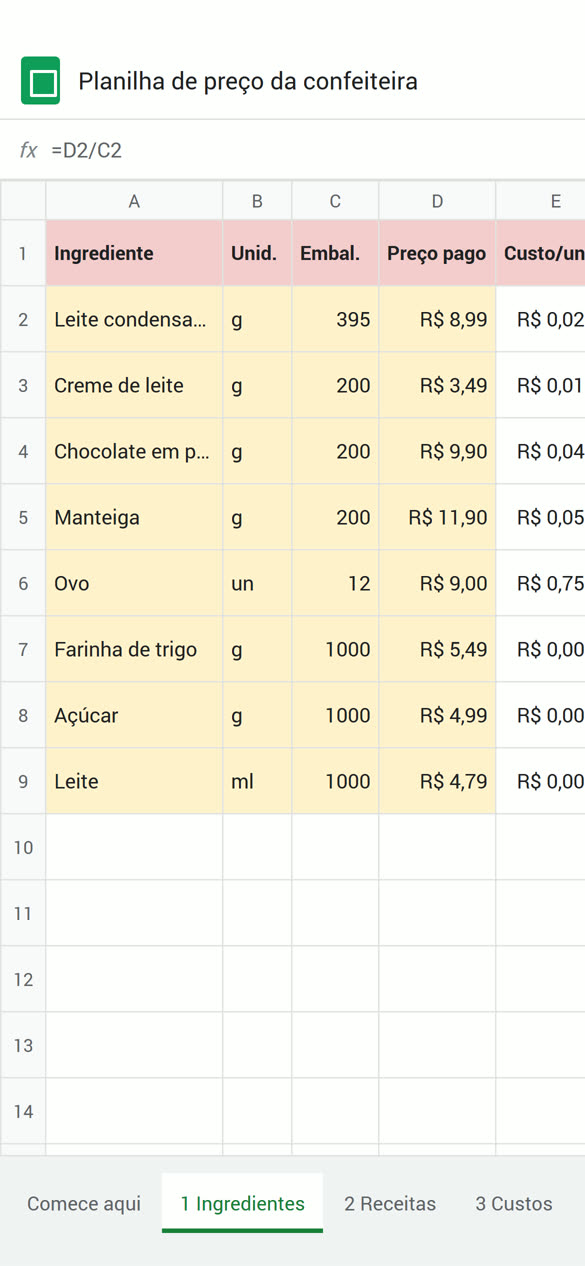 Planilha de preço da confeiteira
fx =D2/C2
A B C D E
1 Ingrediente Unid. Embal. Preço pago Custo/un
2 Leite condensa... g 395 R$ 8,99 R$ 0,02
3 Creme de leite g 200 R$ 3,49 R$ 0,01
4 Chocolate em p... g 200 R$ 9,90 R$ 0,04
5 Manteiga g 200 R$ 11,90 R$ 0,05
6 Ovo un 12 R$ 9,00 R$ 0,75
7 Farinha de trigo g 1000 R$ 5,49 R$ 0,00
8 Açúcar g 1000 R$ 4,99 R$ 0,00
9 Leite ml 1000 R$ 4,79 R$ 0,00
10
11
12
13
14
Comece aqui 1 Ingredientes 2 Receitas 3 Custos